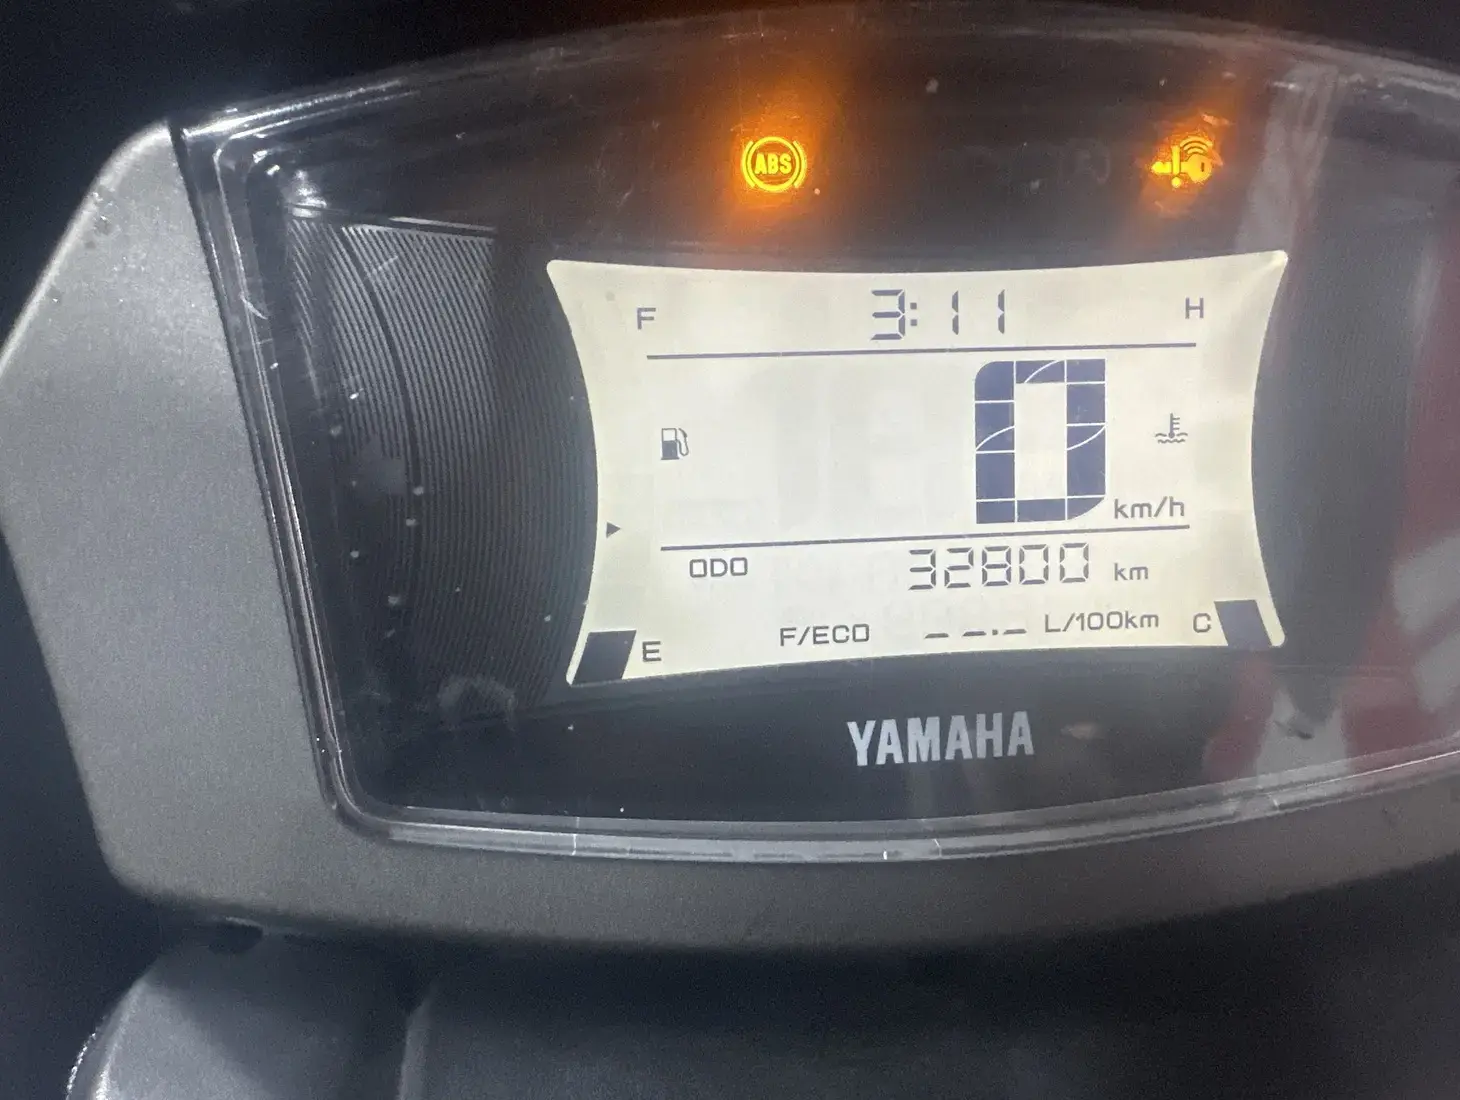 ABS
F 3:11 H
0 km/h
ODO 32800 km
E F/ECO --.- L/100km C
YAMAHA